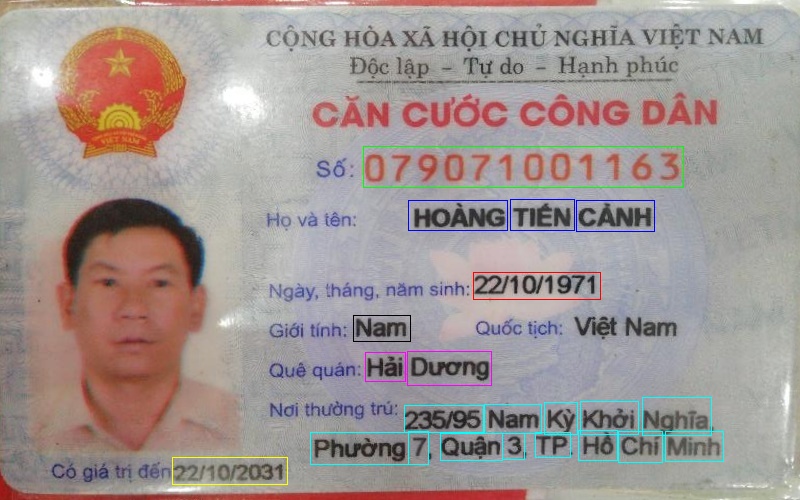 CỘNG HÒA XÃ HỘI CHỦ NGHĨA VIỆT NAM
Độc lập - Tự do - Hạnh phúc
CĂN CƯỚC CÔNG DÂN
Số: 079071001163
Họ và tên: HOÀNG TIẾN CẢNH
Ngày, tháng, năm sinh: 22/10/1971
Giới tính: Nam Quốc tịch: Việt Nam
Quê quán: Hải Dương
Nơi thường trú: 235/95 Nam Kỳ Khởi Nghĩa,
Phường 7, Quận 3, TP. Hồ Chí Minh
Có giá trị đến 22/10/2031
VIỆT NAM